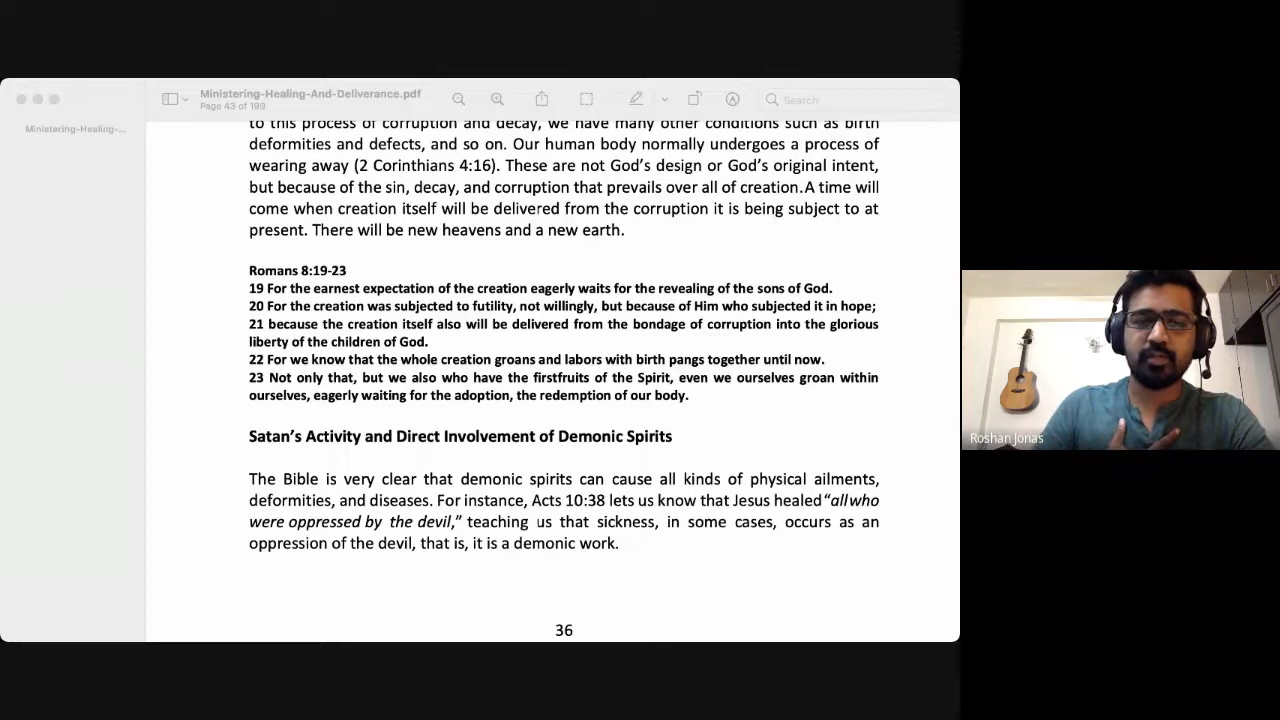 Ministering-Healing-And-Deliverance.pdf
Page 43 of 199
Search
Ministering-Healing-...
to this process of corruption and decay, we have many other conditions such as birth
deformities and defects, and so on. Our human body normally undergoes a process of
wearing away (2 Corinthians 4:16). These are not God’s design or God’s original intent,
but because of the sin, decay, and corruption that prevails over all of creation.A time will
come when creation itself will be delivered from the corruption it is being subject to at
present. There will be new heavens and a new earth.
Romans 8:19-23
19 For the earnest expectation of the creation eagerly waits for the revealing of the sons of God.
20 For the creation was subjected to futility, not willingly, but because of Him who subjected it in hope;
21 because the creation itself also will be delivered from the bondage of corruption into the glorious
liberty of the children of God.
22 For we know that the whole creation groans and labors with birth pangs together until now.
23 Not only that, but we also who have the firstfruits of the Spirit, even we ourselves groan within
ourselves, eagerly waiting for the adoption, the redemption of our body.
Satan’s Activity and Direct Involvement of Demonic Spirits
The Bible is very clear that demonic spirits can cause all kinds of physical ailments,
deformities, and diseases. For instance, Acts 10:38 lets us know that Jesus healed“all who
were oppressed by the devil,” teaching us that sickness, in some cases, occurs as an
oppression of the devil, that is, it is a demonic work.
36
Roshan Jonas